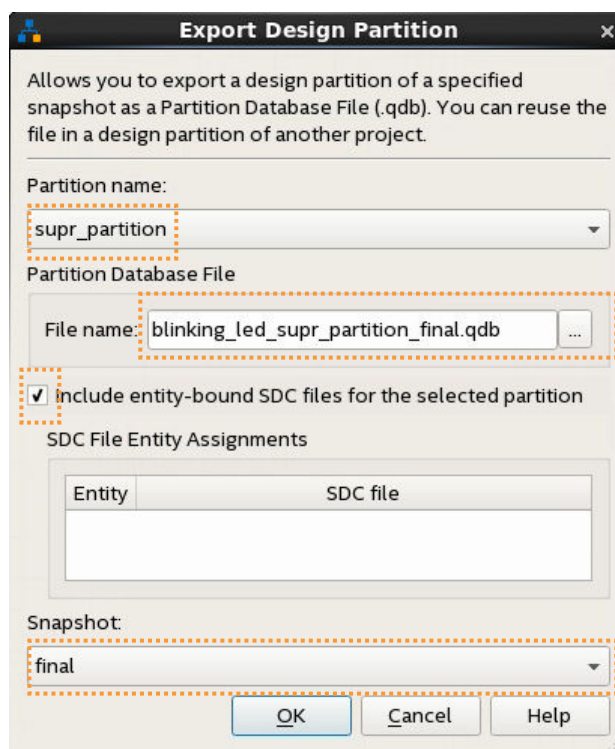 Export Design Partition
Allows you to export a design partition of a specified
snapshot as a Partition Database File (.qdb). You can reuse the
file in a design partition of another project.
Partition name:
supr_partition
Partition Database File
File name: blinking_led_supr_partition_final.qdb ...
Include entity-bound SDC files for the selected partition
SDC File Entity Assignments
Entity SDC file
Snapshot:
final
OK Cancel Help